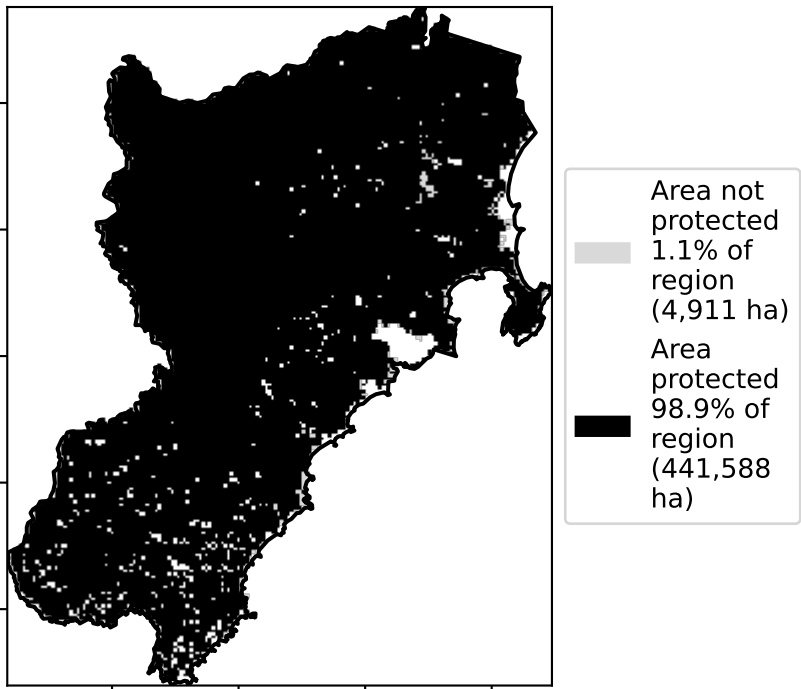 Area not
protected
1.1% of
region
(4,911 ha)
Area
protected
98.9% of
region
(441,588
ha)